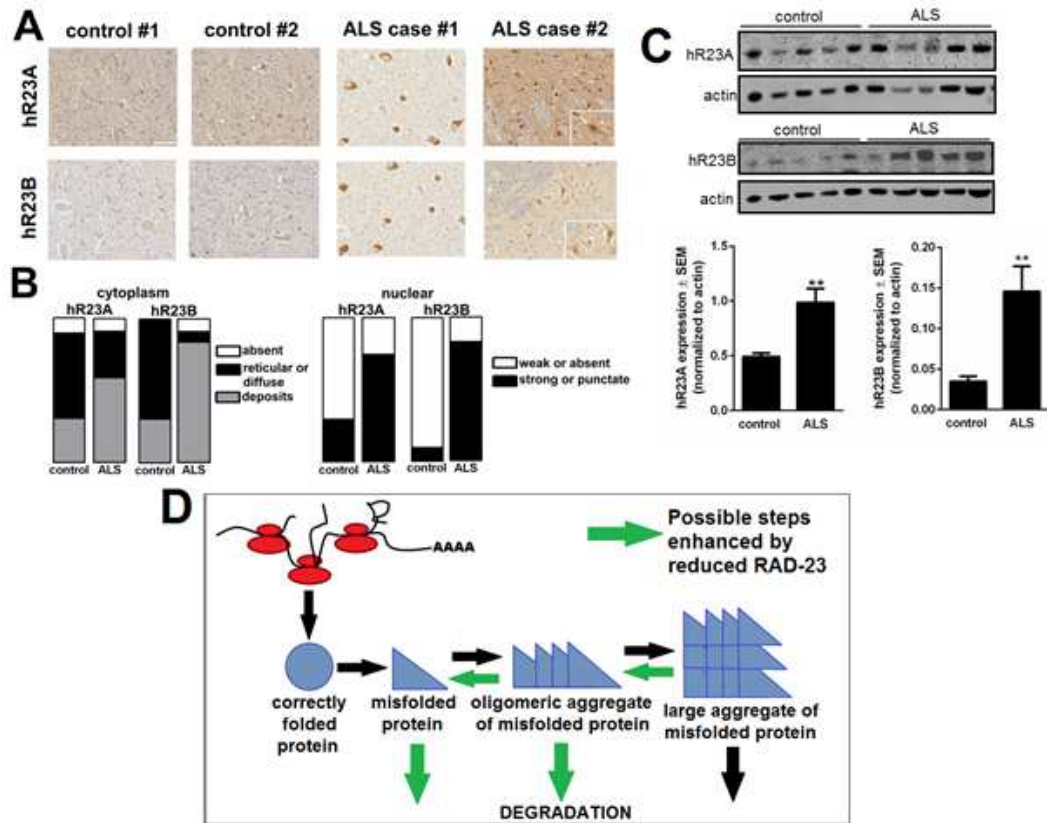 A
control #1
control #2
ALS case #1
ALS case #2
hR23A
hR23B
B
cytoplasm
hR23A
hR23B
control
ALS
control
ALS
absent
reticular or
diffuse
deposits
nuclear
hR23A
hR23B
control
ALS
control
ALS
weak or absent
strong or punctate
C
control
ALS
hR23A
actin
control
ALS
hR23B
actin
hR23A expression ± SEM
(normalized to actin)
1.0
0.5
0.0
**
control
ALS
hR23B expression ± SEM
(normalized to actin)
0.20
0.15
0.10
0.05
0.00
**
control
ALS
D
AAAA
Possible steps
enhanced by
reduced RAD-23
correctly
folded
protein
misfolded
protein
oligomeric aggregate
of misfolded protein
large aggregate of
misfolded protein
DEGRADATION